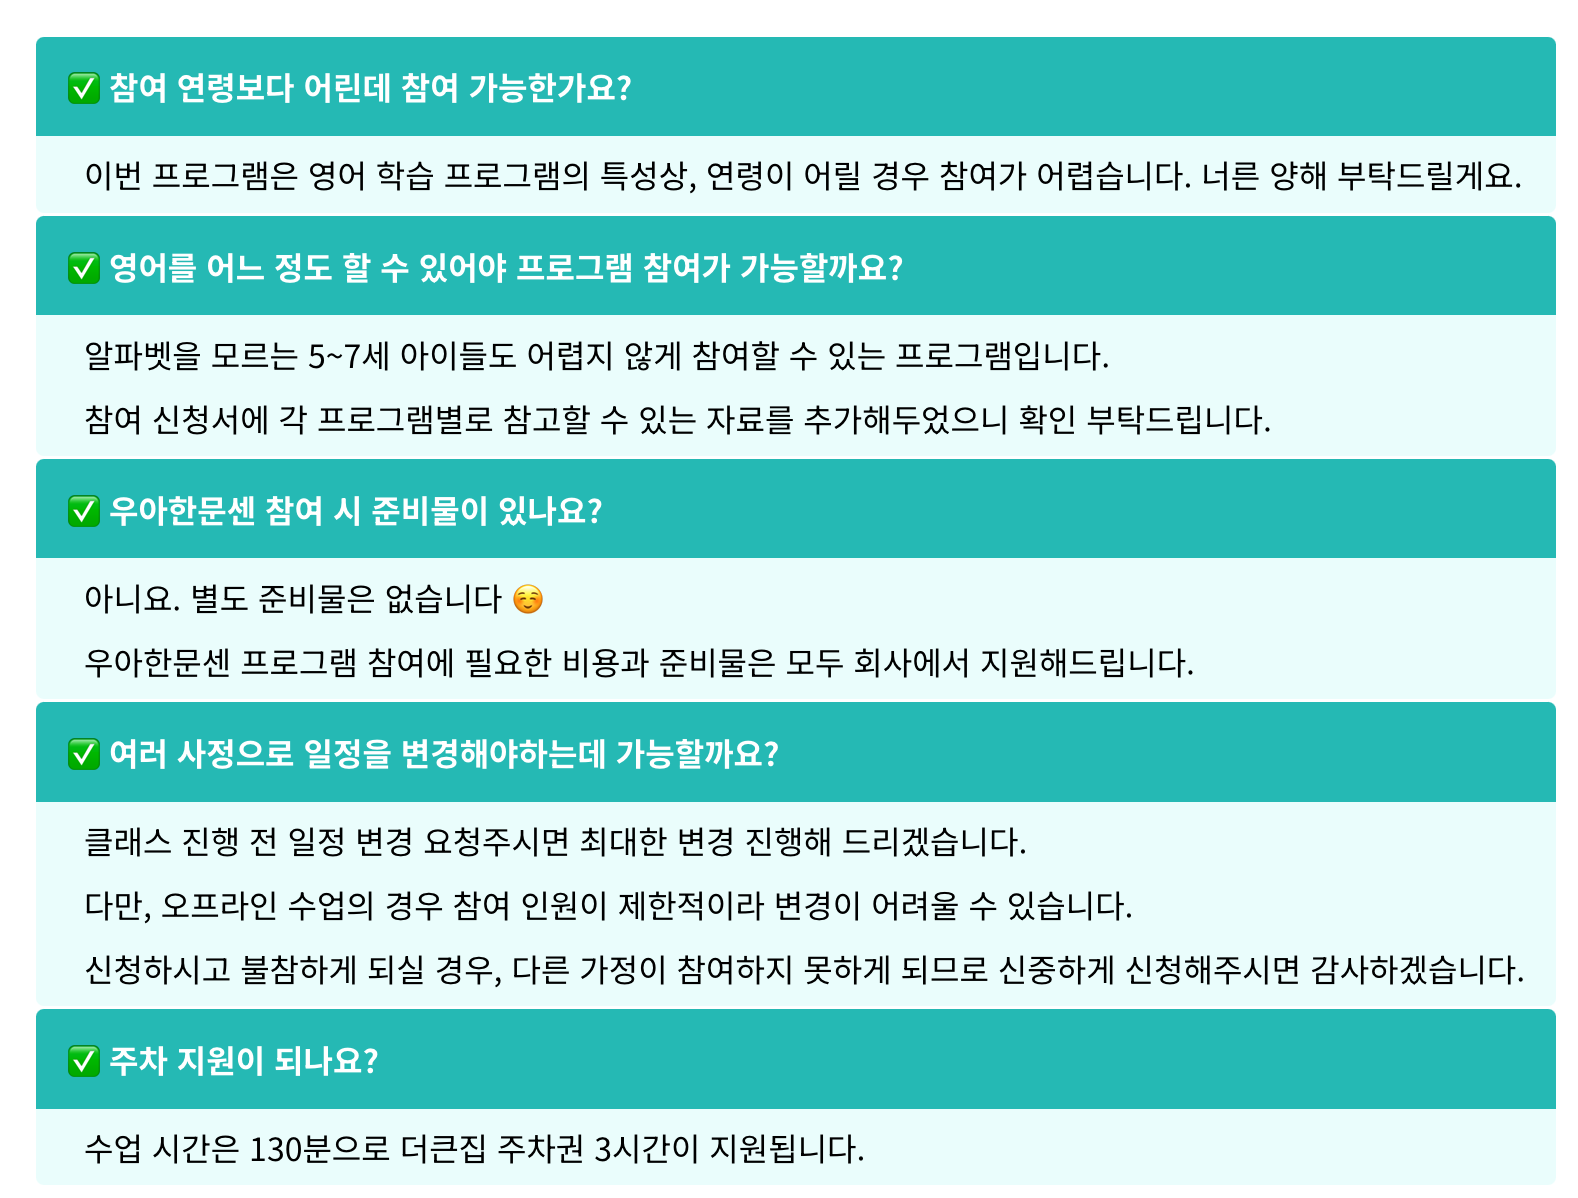 ✅ 참여 연령보다 어린데 참여 가능한가요?
이번 프로그램은 영어 학습 프로그램의 특성상, 연령이 어릴 경우 참여가 어렵습니다. 너른 양해 부탁드릴게요.
✅ 영어를 어느 정도 할 수 있어야 프로그램 참여가 가능할까요?
알파벳을 모르는 5~7세 아이들도 어렵지 않게 참여할 수 있는 프로그램입니다.
참여 신청서에 각 프로그램별로 참고할 수 있는 자료를 추가해두었으니 확인 부탁드립니다.
✅ 우아한문센 참여 시 준비물이 있나요?
아니요. 별도 준비물은 없습니다 ☺️
우아한문센 프로그램 참여에 필요한 비용과 준비물은 모두 회사에서 지원해드립니다.
✅ 여러 사정으로 일정을 변경해야하는데 가능할까요?
클래스 진행 전 일정 변경 요청주시면 최대한 변경 진행해 드리겠습니다.
다만, 오프라인 수업의 경우 참여 인원이 제한적이라 변경이 어려울 수 있습니다.
신청하시고 불참하게 되실 경우, 다른 가정이 참여하지 못하게 되므로 신중하게 신청해주시면 감사하겠습니다.
✅ 주차 지원이 되나요?
수업 시간은 130분으로 더큰집 주차권 3시간이 지원됩니다.